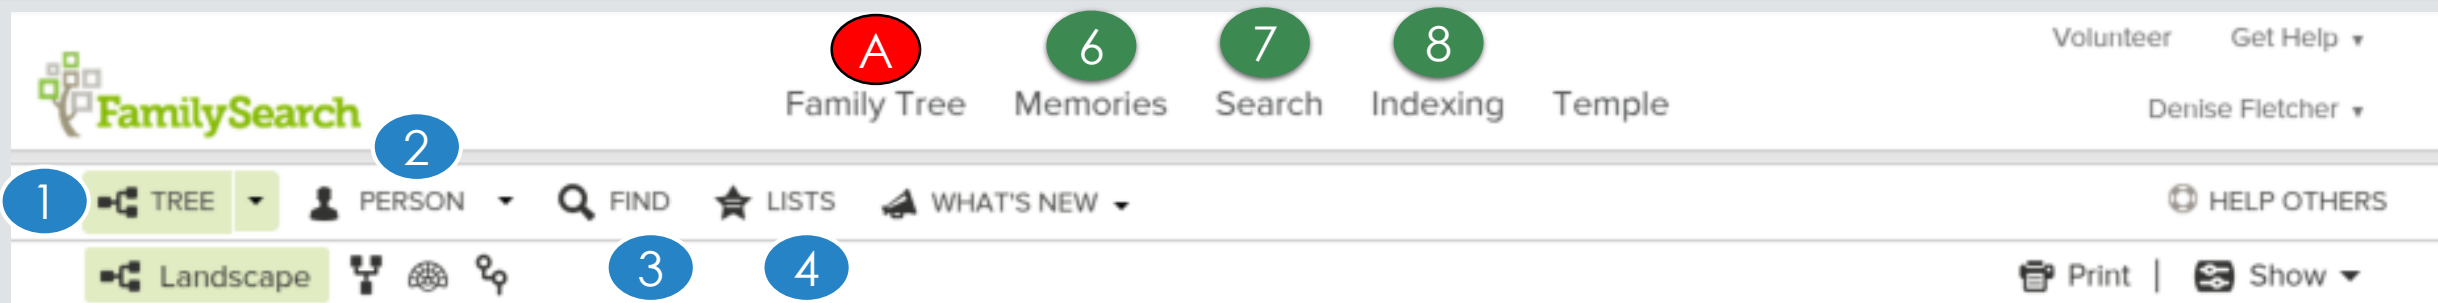 A 6 7 8 Volunteer Get Help
FamilySearch Family Tree Memories Search Indexing Temple Denise Fletcher
2
1 TREE PERSON FIND LISTS WHAT'S NEW HELP OTHERS
3 4
Landscape Print | Show